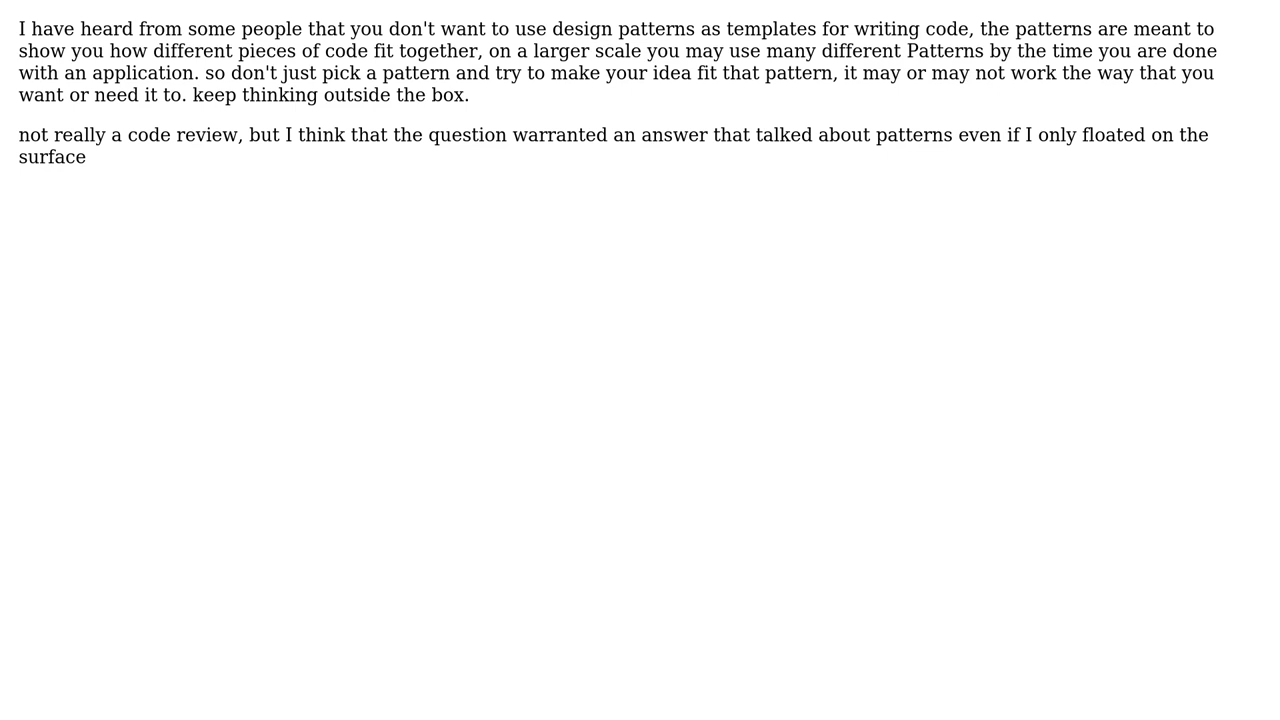 I have heard from some people that you don't want to use design patterns as templates for writing code, the patterns are meant to
show you how different pieces of code fit together, on a larger scale you may use many different Patterns by the time you are done
with an application. so don't just pick a pattern and try to make your idea fit that pattern, it may or may not work the way that you
want or need it to. keep thinking outside the box.
not really a code review, but I think that the question warranted an answer that talked about patterns even if I only floated on the
surface